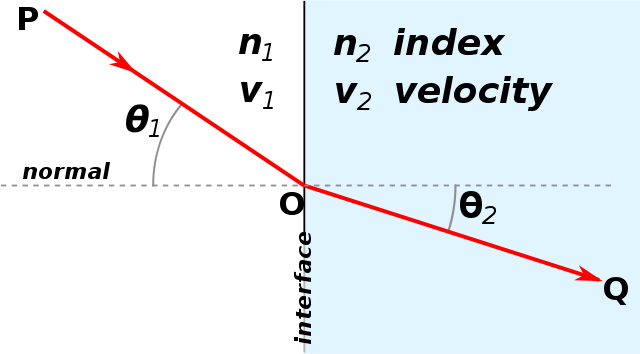 P
n₁
n₂ index
v₁
v₂ velocity
θ₁
normal
O
θ₂
interface
Q